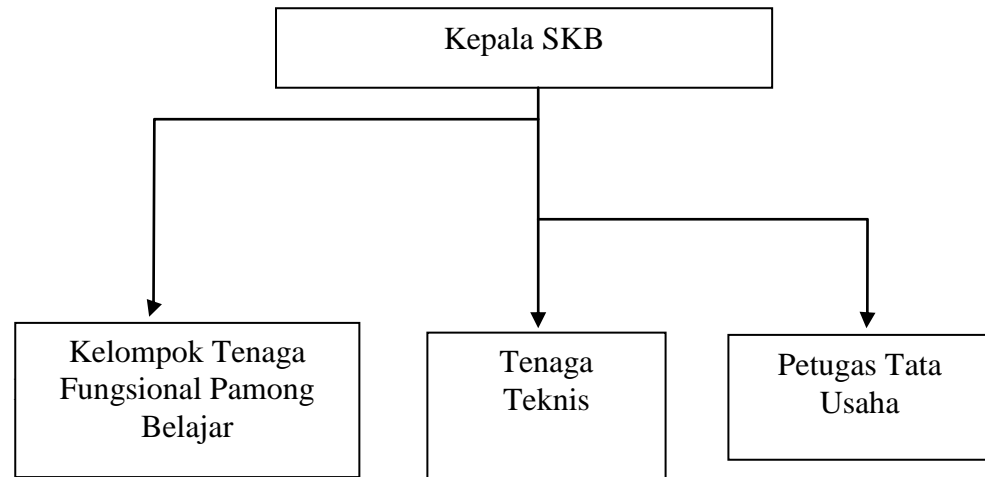 Kepala SKB
Kelompok Tenaga
Fungsional Pamong
Belajar
Tenaga
Teknis
Petugas Tata
Usaha